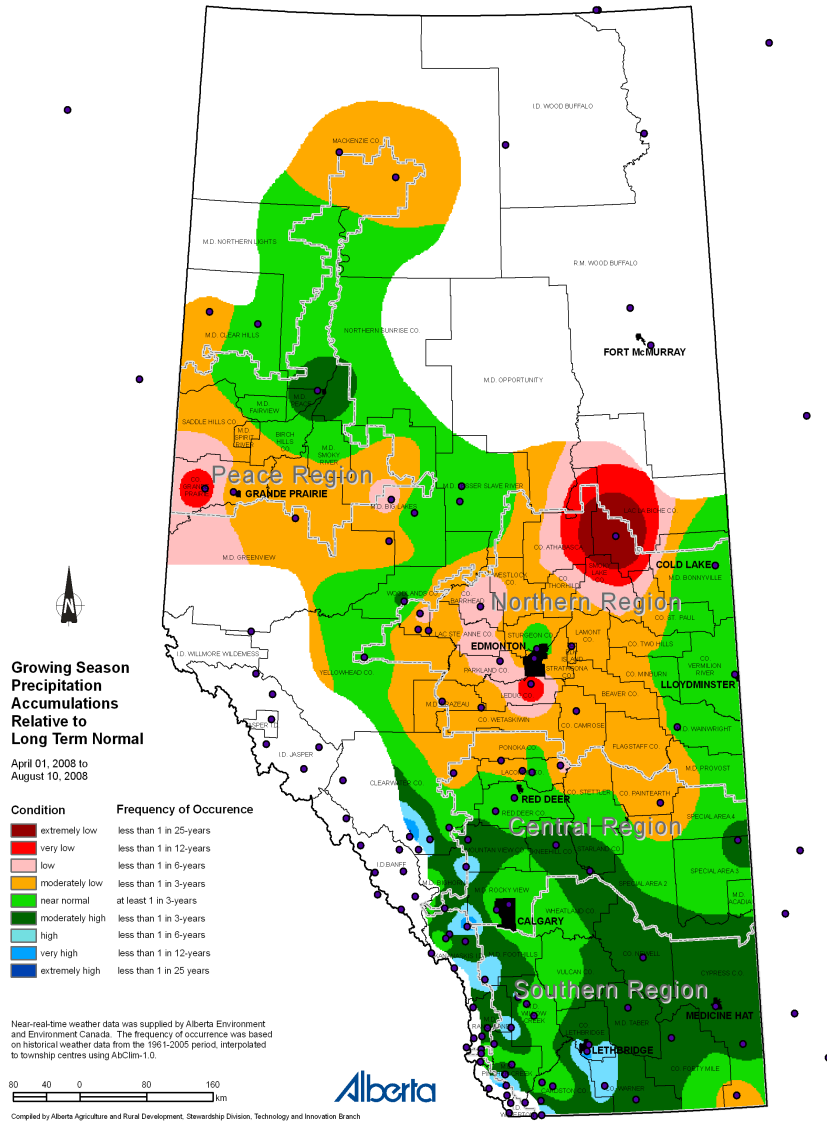 I.D. WOOD BUFFALO
MACKENZIE CO.
M.D. NORTHERN LIGHTS
R.M. WOOD BUFFALO
NORTHERN SUNRISE CO.
M.D. CLEAR HILLS
FORT McMURRAY
M.D. OPPORTUNITY
M.D. FAIRVIEW
SADDLE HILLS CO.
M.D. SPIRIT RIVER
BIRCH HILLS CO.
M.D. SMOKY RIVER
Peace Region
GRANDE PRAIRIE
M.D. BIG LAKES
LAC LA BICHE CO.
M.D. GREENVIEW
CO. ATHABASCA
COLD LAKE
M.D. BONNYVILLE
SMOKY LAKE
WESTLOCK CO.
CO. THORHILD
WOODLANDS CO.
CO. BARRHEAD
Northern Region
CO. ST. PAUL
LAC STE ANNE CO.
STURGEON CO.
LAMONT CO.
CO. TWO HILLS
I.D. WILLMORE WILDERNESS
EDMONTON
PARKLAND CO.
STRATHCONA CO.
CO. MINBURN
CO. VERMILION RIVER
YELLOWHEAD CO.
LLOYDMINSTER
BEAVER CO.
M.D. BRAZEAU
CO. WETASKIWIN
CO. CAMROSE
M.D. WAINWRIGHT
PONOKA CO.
FLAGSTAFF CO.
I.D. JASPER
M.D. PROVOST
CLEARWATER CO.
CO. STETTLER
CO. PAINTEARTH
RED DEER
RED DEER CO.
SPECIAL AREA 4
Central Region
MOUNTAIN VIEW CO.
STARLAND CO.
I.D. BANFF
SPECIAL AREA 3
SPECIAL AREA 2
M.D. BIGHORN
M.D. ROCKY VIEW
M.D. ACADIA
WHEATLAND CO.
CALGARY
M.D. FOOTHILLS
CO. NEWELL
VULCAN CO.
CYPRESS CO.
Southern Region
MEDICINE HAT
M.D. TABER
CO. LETHBRIDGE
LETHBRIDGE
CO. FORTY MILE
CO. WARNER
CARDSTON CO.
N
Growing Season
Precipitation
Accumulations
Relative to
Long Term Normal
April 01, 2008 to
August 10, 2008
Condition Frequency of Occurence
extremely low less than 1 in 25-years
very low less than 1 in 12-years
low less than 1 in 6-years
moderately low less than 1 in 3-years
near normal at least 1 in 3-years
moderately high less than 1 in 3-years
high less than 1 in 6-years
very high less than 1 in 12-years
extremely high less than 1 in 25 years
Near-real-time weather data was supplied by Alberta Environment
and Environment Canada. The frequency of occurrence was based
on historical weather data from the 1961-2005 period, interpolated
to township centres using AbClim-1.0.
80 40 0 80 160
km
Alberta
Compiled by Alberta Agriculture and Rural Development, Stewardship Division, Technology and Innovation Branch